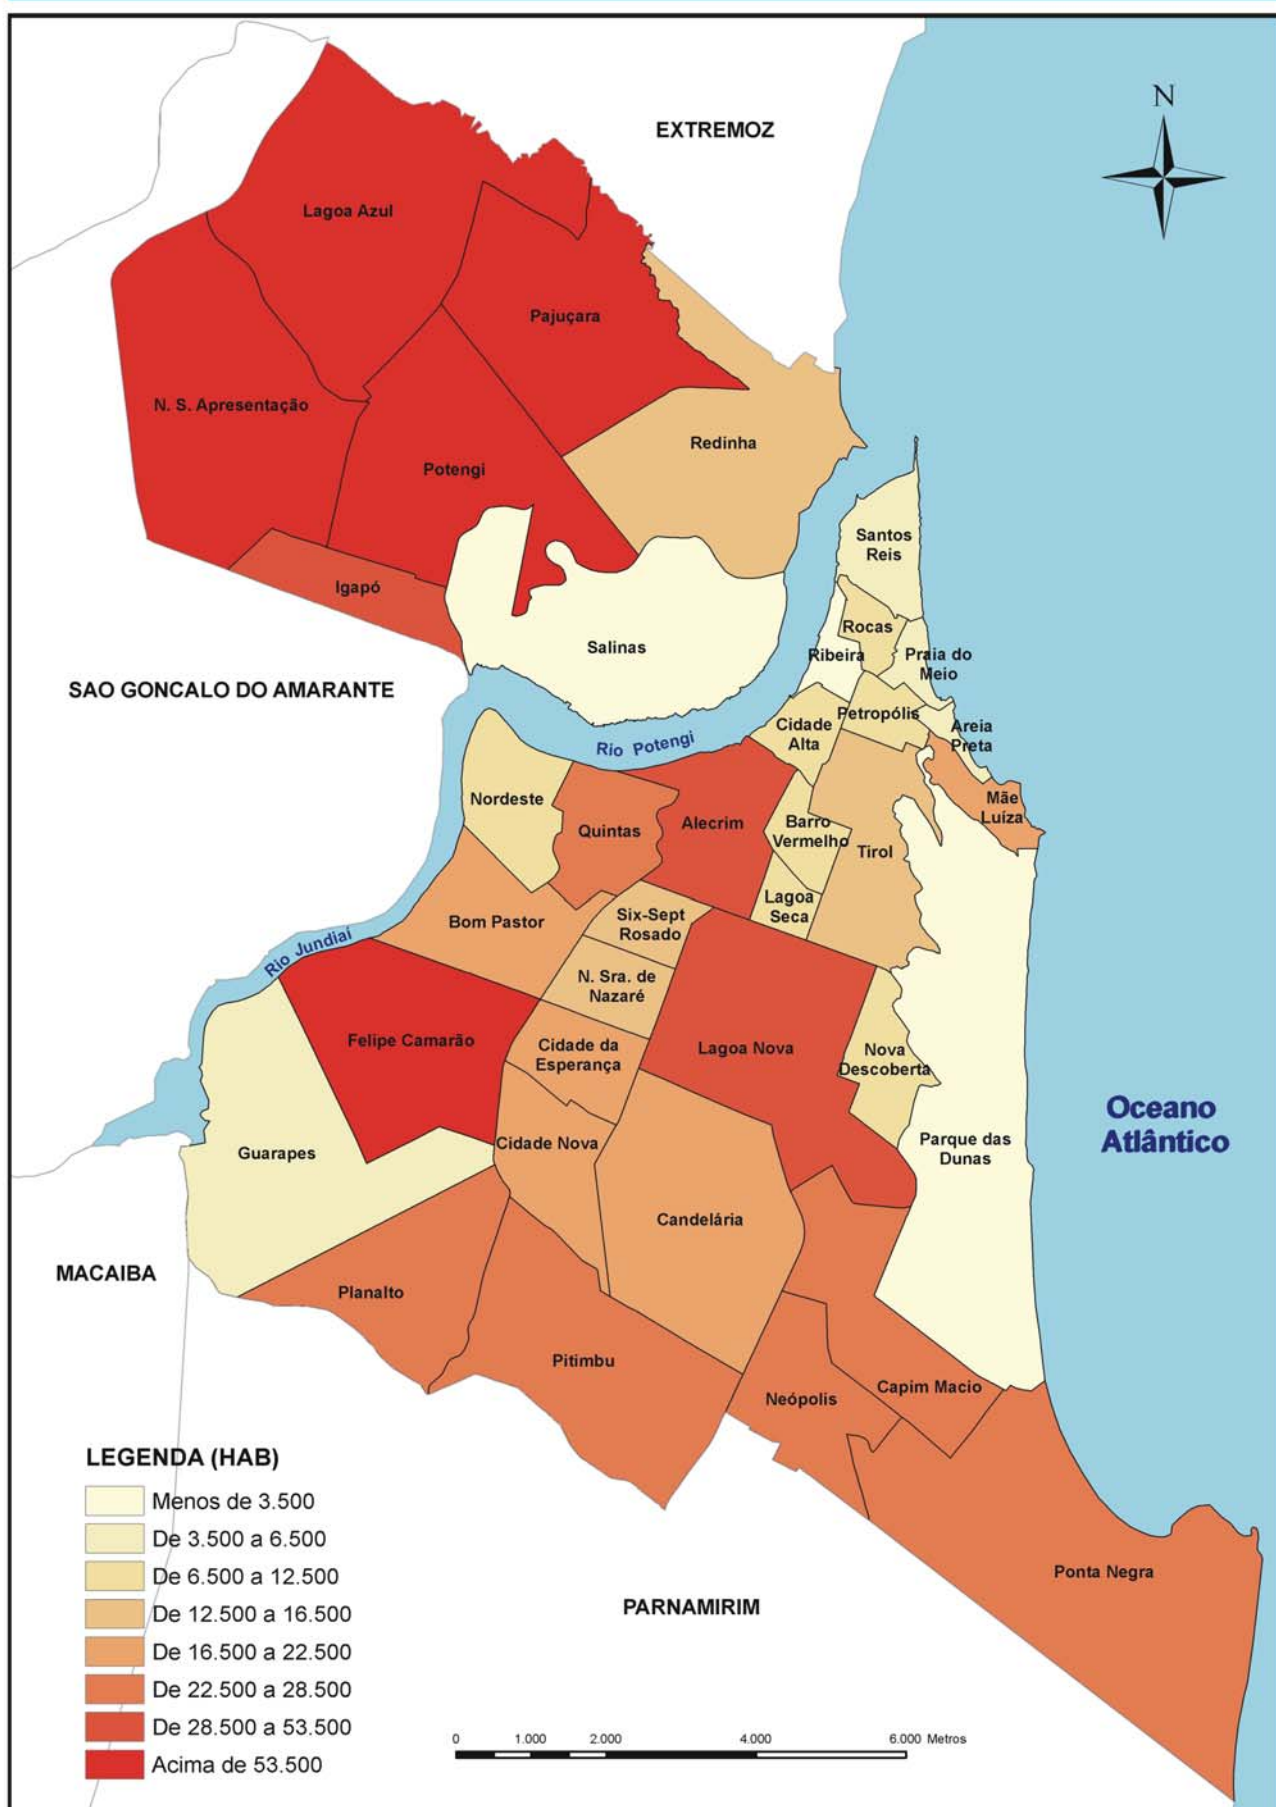 EXTREMOZ
N
Lagoa Azul
Pajuçara
N. S. Apresentação
Redinha
Potengi
Santos
Reis
Igapó
Rocas
Salinas
Ribeira
Praia do
Meio
SAO GONCALO DO AMARANTE
Petropólis
Cidade
Alta
Areia
Preta
Rio Potengi
Nordeste
Mãe
Luíza
Quintas
Alecrim
Barro
Vermelho
Tirol
Lagoa
Seca
Bom Pastor
Six-Sept
Rosado
Rio Jundiaí
N. Sra. de
Nazaré
Felipe Camarão
Cidade da
Esperança
Lagoa Nova
Nova
Descoberta
Oceano
Atlântico
Guarapes
Cidade Nova
Parque das
Dunas
Candelária
MACAIBA
Planalto
Pitimbu
Capim Macio
Neópolis
LEGENDA (HAB)
Menos de 3.500
De 3.500 a 6.500
De 6.500 a 12.500
De 12.500 a 16.500
De 16.500 a 22.500
De 22.500 a 28.500
De 28.500 a 53.500
Acima de 53.500
Ponta Negra
PARNAMIRIM
0 1.000 2.000 4.000 6.000 Metros